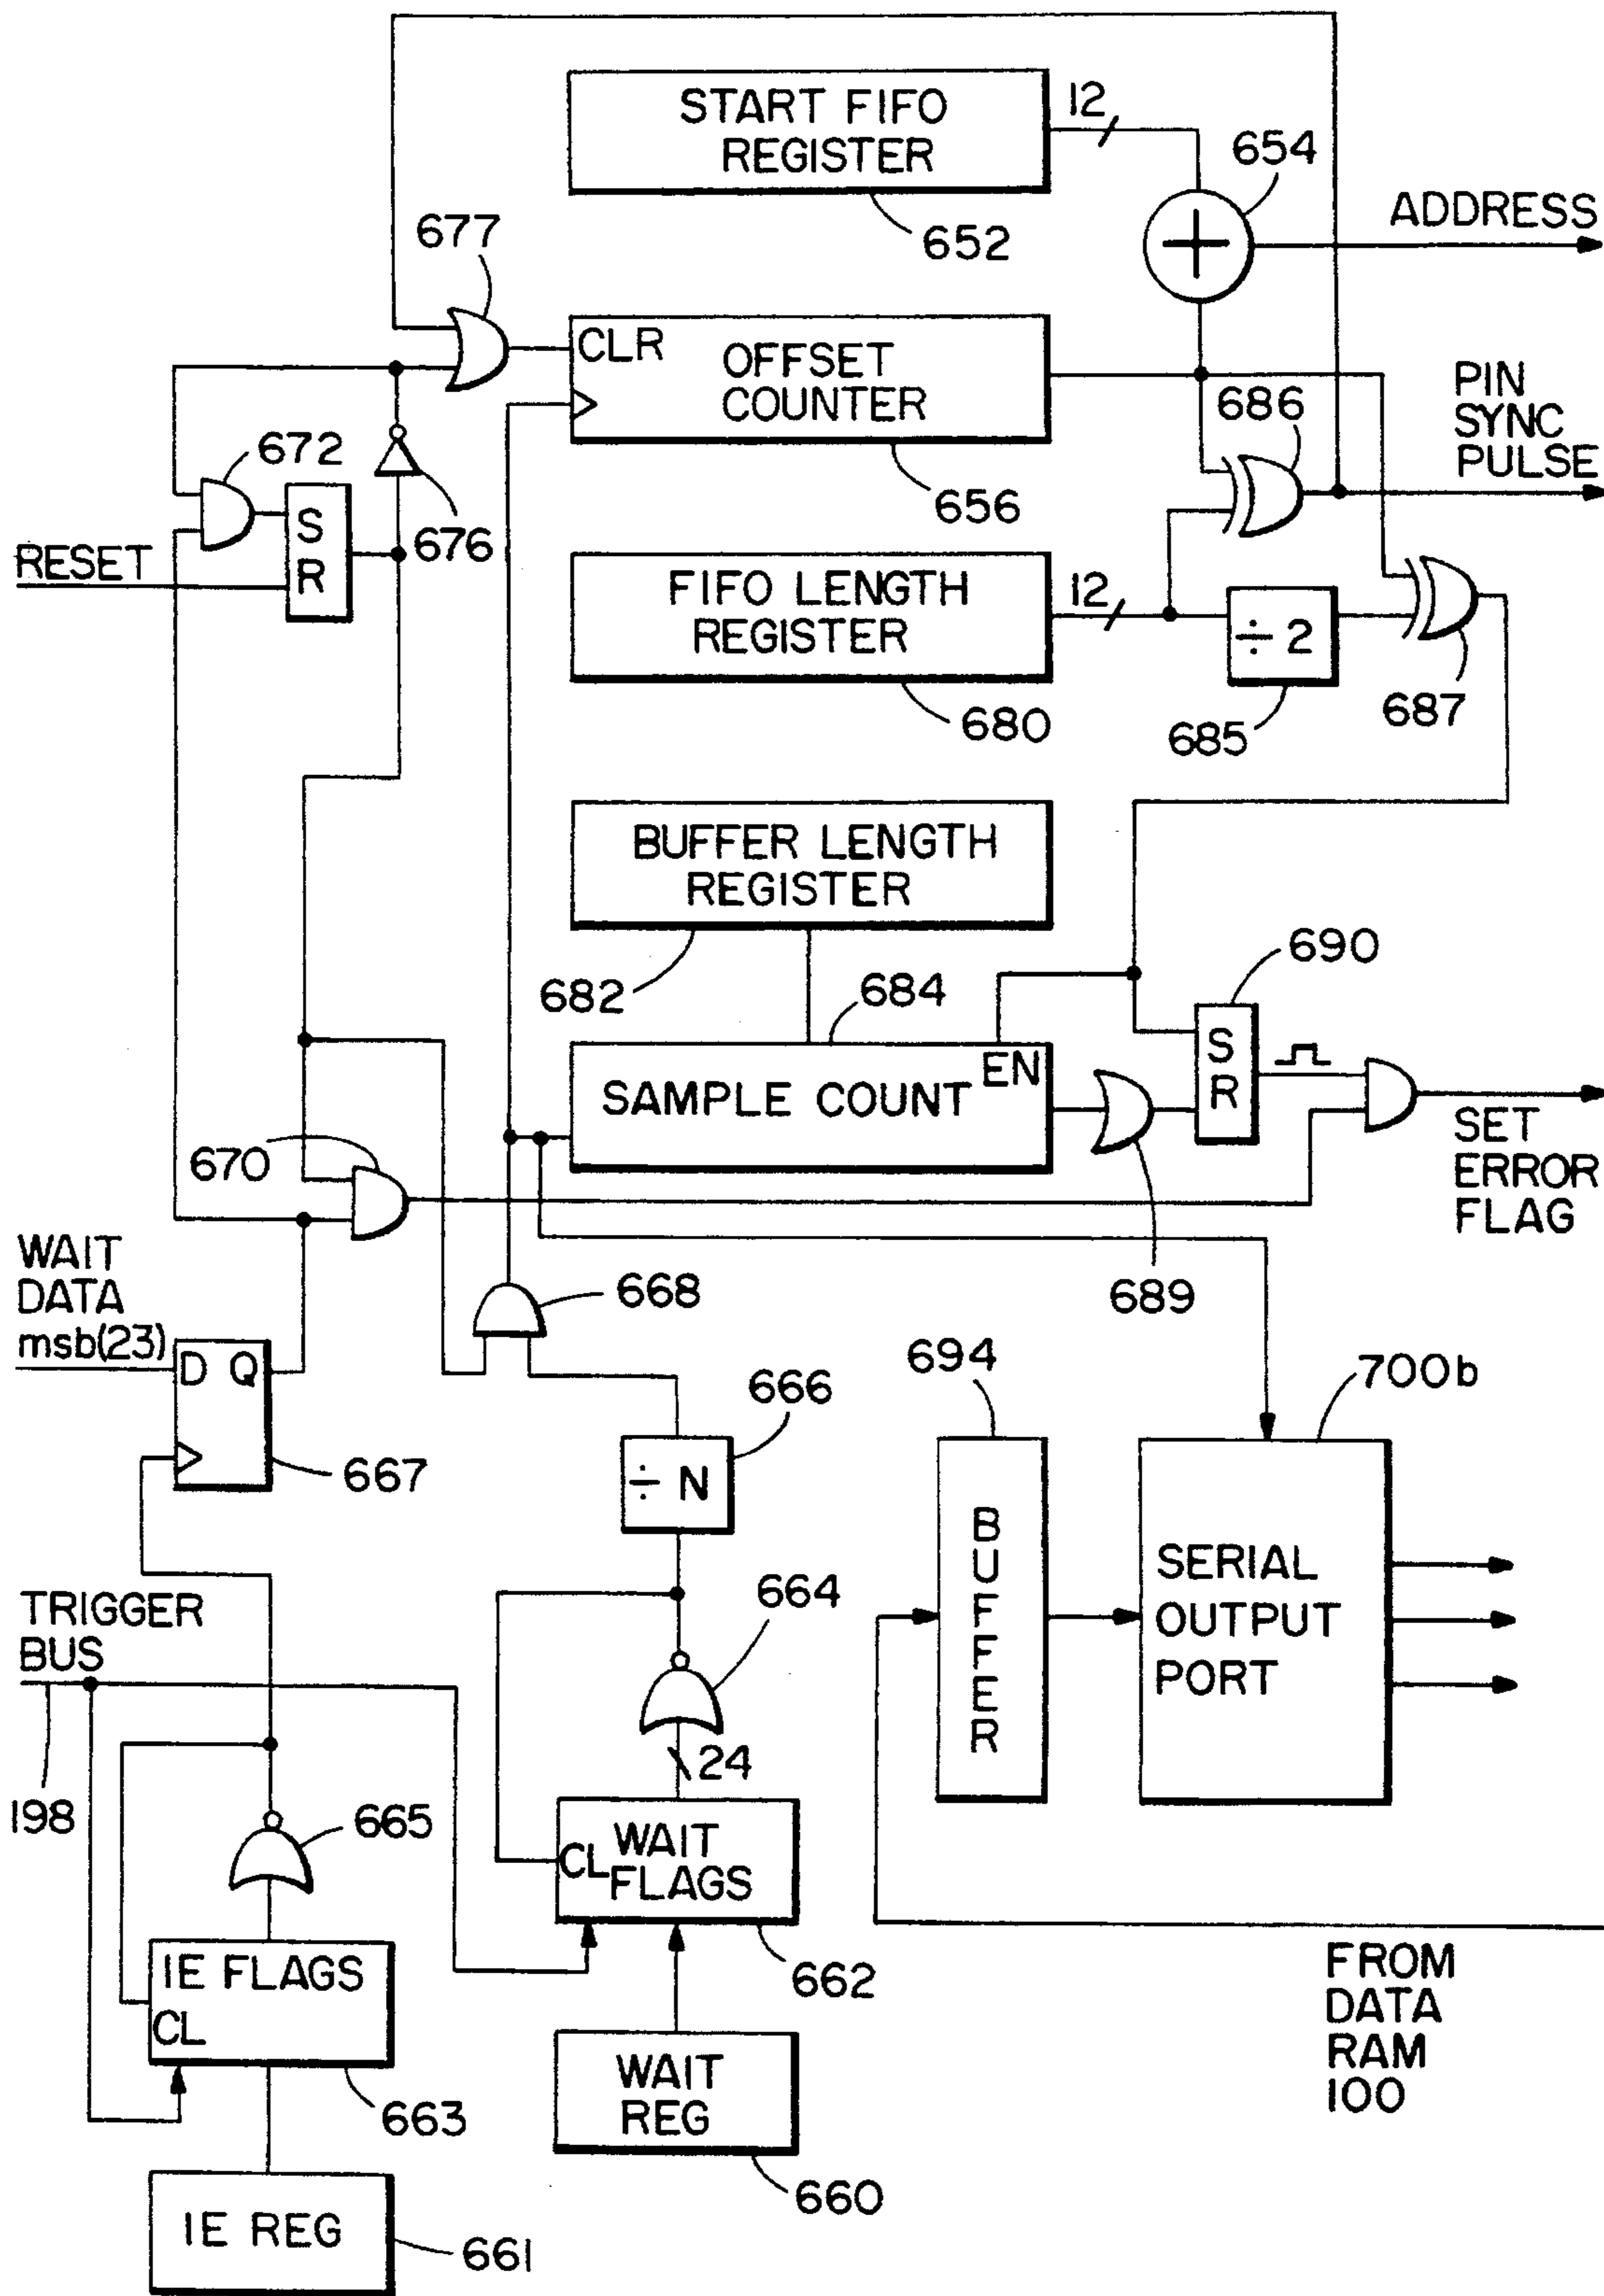 START FIFO
REGISTER
12
654
ADDRESS
652
677
CLR
OFFSET
COUNTER
656
PIN
SYNC
PULSE
686
672
S
R
676
RESET
FIFO LENGTH
REGISTER
12
÷ 2
680
685
687
BUFFER LENGTH
REGISTER
682
684
690
SAMPLE COUNT
EN
S
R
SET
ERROR
FLAG
670
689
WAIT
DATA
msb(23)
D Q
667
668
666
÷ N
694
700b
BUFFER
SERIAL
OUTPUT
PORT
TRIGGER
BUS
198
664
24
665
WAIT
FLAGS
CL
662
IE FLAGS
CL
663
WAIT
REG
660
IE REG
661
FROM
DATA
RAM
100